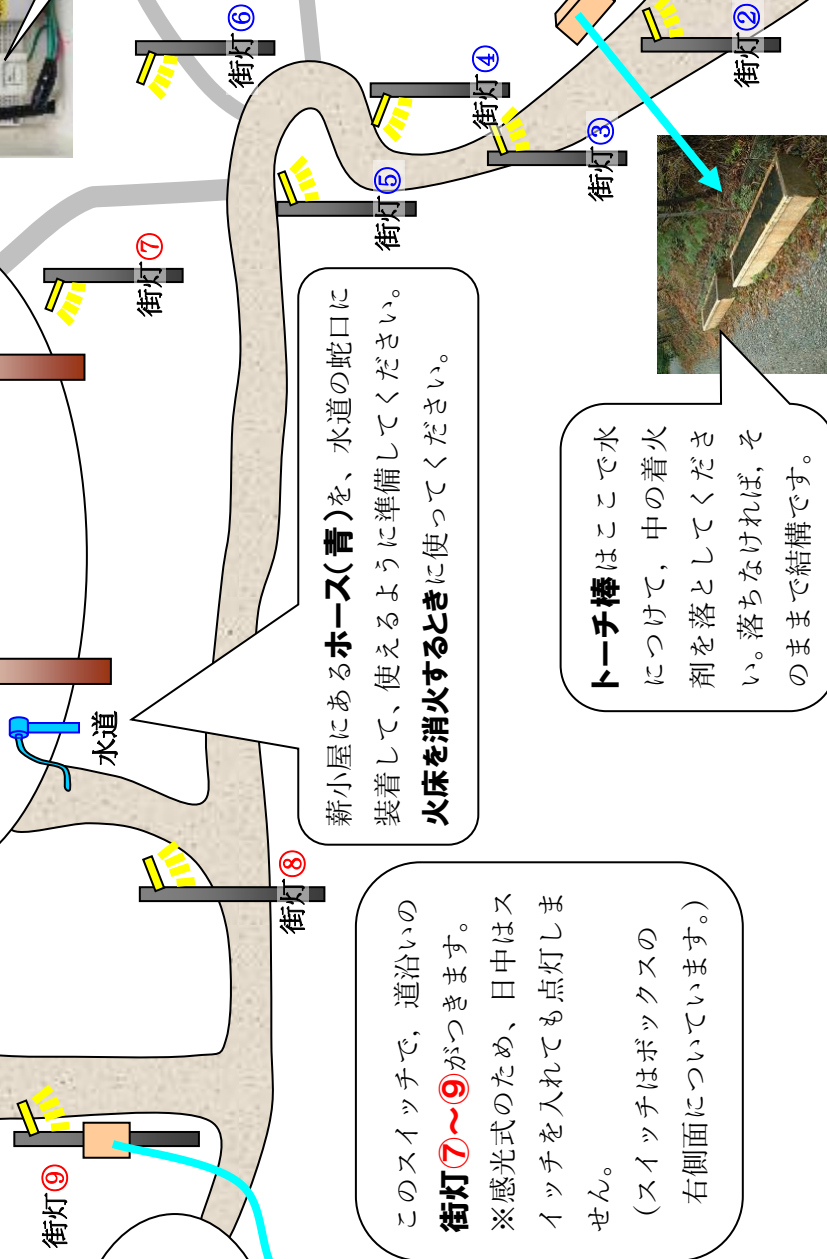 街灯⑥
街灯④
街灯②
街灯③
街灯⑤
街灯⑦
水道
街灯⑧
街灯⑨
薪小屋にあるホース(青)を、水道の蛇口に
装着して、使えるように準備してください。
火床を消火するときに使ってください。
トーチ棒はここで水
につけて，中の着火
剤を落としてくださ
い。落ちなければ，そ
のままで結構です。
このスイッチで，道沿いの
街灯⑦～⑨がつきます。
※感光式のため、日中はス
イッチを入れても点灯しま
せん。
(スイッチはボックスの
右側面についています。)